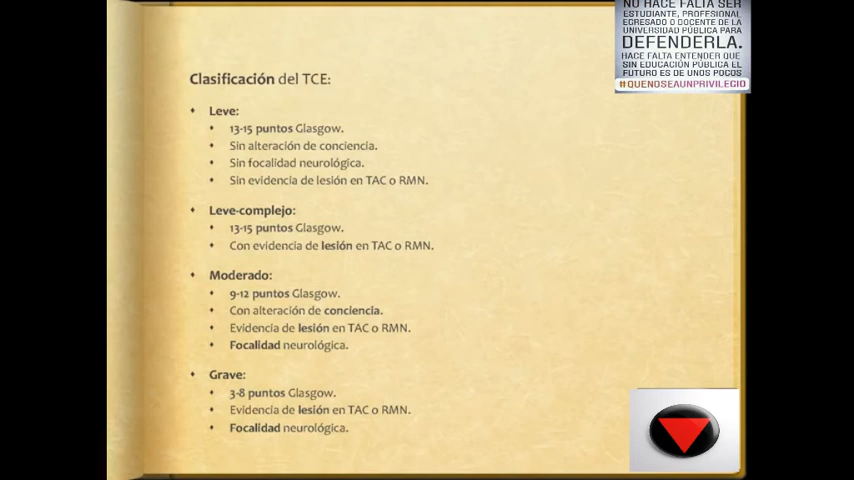 NO HACE FALTA SER
ESTUDIANTE, PROFESIONAL
EGRESADO O DOCENTE DE LA
UNIVERSIDAD PÚBLICA PARA
DEFENDERLA.
HACE FALTA ENTENDER QUE
SIN EDUCACIÓN PÚBLICA EL
FUTURO ES DE UNOS POCOS
#QUENOSEAUNPRIVILEGIO
Clasificación del TCE:
Leve:
13-15 puntos Glasgow.
Sin alteración de conciencia.
Sin focalidad neurológica.
Sin evidencia de lesión en TAC o RMN.
Leve-complejo:
13-15 puntos Glasgow.
Con evidencia de lesión en TAC o RMN.
Moderado:
9-12 puntos Glasgow.
Con alteración de conciencia.
Evidencia de lesión en TAC o RMN.
Focalidad neurológica.
Grave:
3-8 puntos Glasgow.
Evidencia de lesión en TAC o RMN.
Focalidad neurológica.